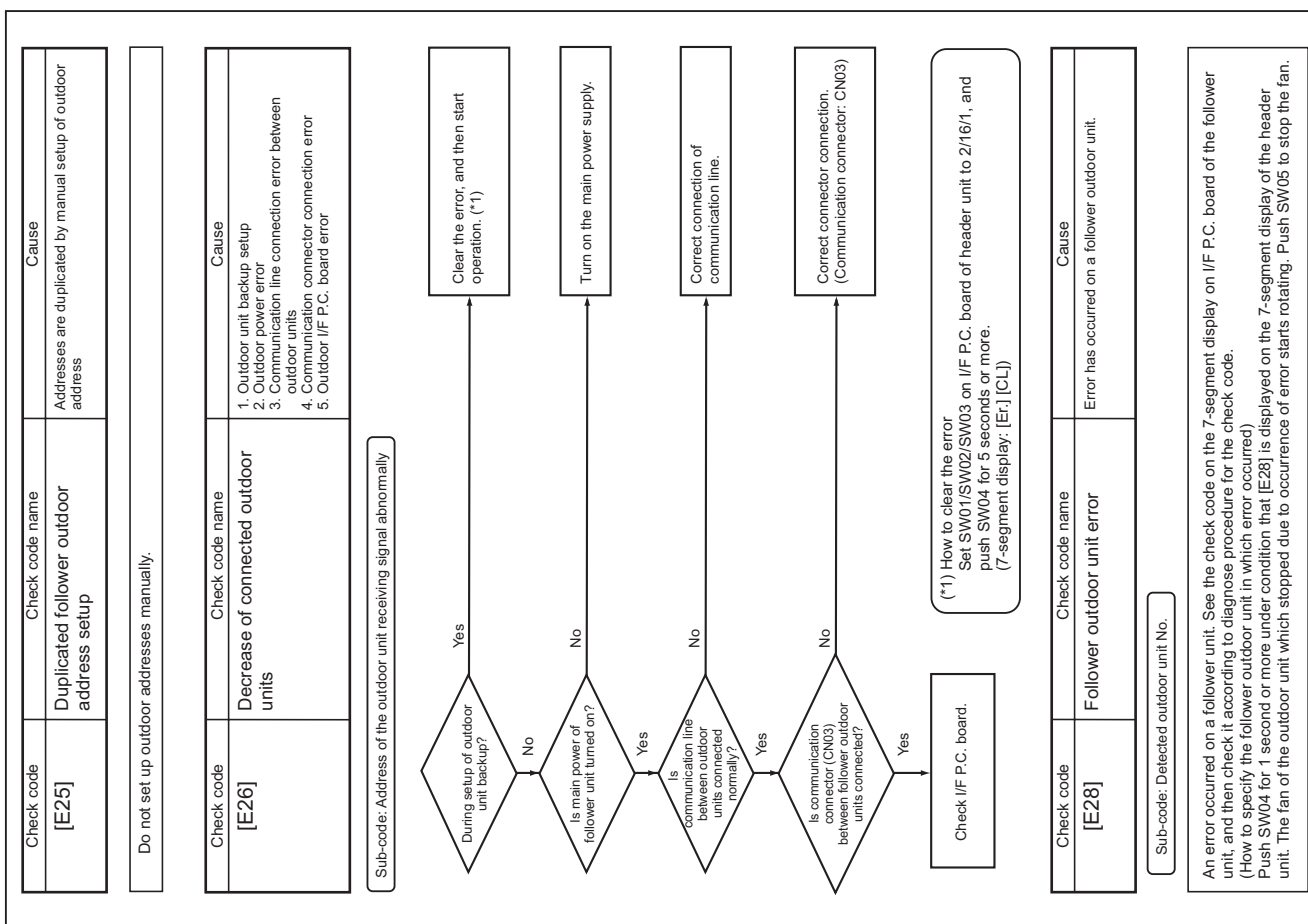 Check code
Check code name
Cause
[E25]
Duplicated follower outdoor
address setup
Addresses are duplicated by manual setup of outdoor
address
Do not set up outdoor addresses manually.
Check code
Check code name
Cause
[E26]
Decrease of connected outdoor
units
1. Outdoor unit backup setup
2. Outdoor power error
3. Communication line connection error between
outdoor units
4. Communication connector connection error
5. Outdoor I/F P.C. board error
Sub-code: Address of the outdoor unit receiving signal abnormally
During setup of outdoor
unit backup?
Yes
Clear the error, and then start
operation. (*1)
No
Is main power of
follower unit turned on?
No
Turn on the main power supply.
Yes
Is
communication line
between outdoor
units connected
normally?
No
Correct connection of
communication line.
Yes
Is communication
connector (CN03)
between follower outdoor
units connected?
No
Correct connector connection.
(Communication connector: CN03)
Yes
Check I/F P.C. board.
(*1) How to clear the error
Set SW01/SW02/SW03 on I/F P.C. board of header unit to 2/16/1, and
push SW04 for 5 seconds or more.
(7-segment display: [Er.] [CL])
Check code
Check code name
Cause
[E28]
Follower outdoor unit error
Error has occurred on a follower outdoor unit.
Sub-code: Detected outdoor unit No.
An error occurred on a follower unit. See the check code on the 7-segment display on I/F P.C. board of the follower
unit, and then check it according to diagnose procedure for the check code.
(How to specify the follower outdoor unit in which error occurred)
Push SW04 for 1 second or more under condition that [E28] is displayed on the 7-segment display of the header
unit. The fan of the outdoor unit which stopped due to occurrence of error starts rotating. Push SW05 to stop the fan.